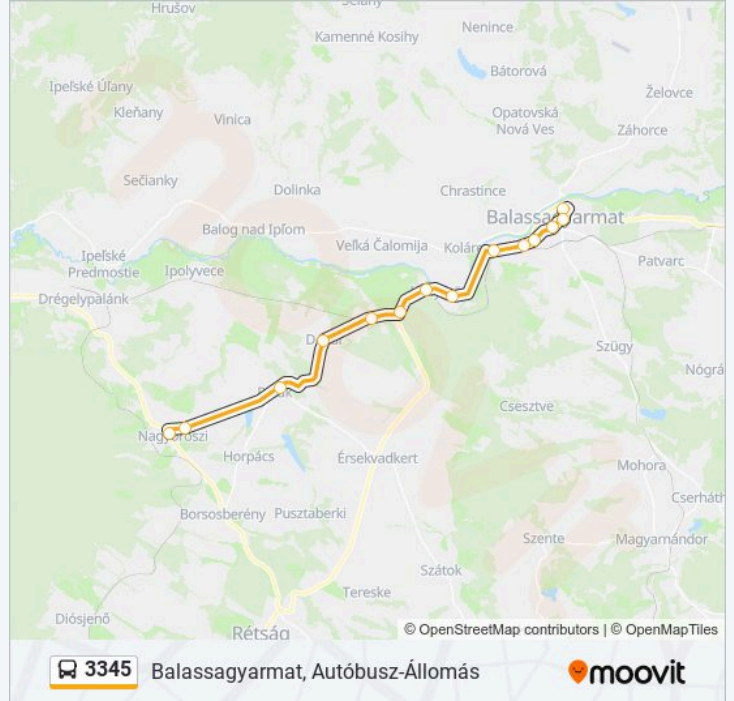 Hrušov
Kamenné Kosihy
Nenince
Bátorová
Ipeľské Úľany
Kleňany
Vinica
Opatovská
Nová Ves
Želovce
Záhorce
Sečianky
Dolinka
Chrastince
Balassagyarmat
Balog nad Ipľom
Veľká Čalomija
Ipeľské
Predmostie
Ipolyvece
Patvarc
Drégelypalánk
Szügy
Nógrá
Csesztve
Nagyoroszi
Horpács
Érsekvadkert
Mohora
Cserháth
Borsosberény
Pusztaberki
Szente
Magyarnándor
Szátok
Tereske
Diósjenő
Rétság
© OpenStreetMap contributors | © OpenMapTiles
3345 Balassagyarmat, Autóbusz-Állomás
moovit